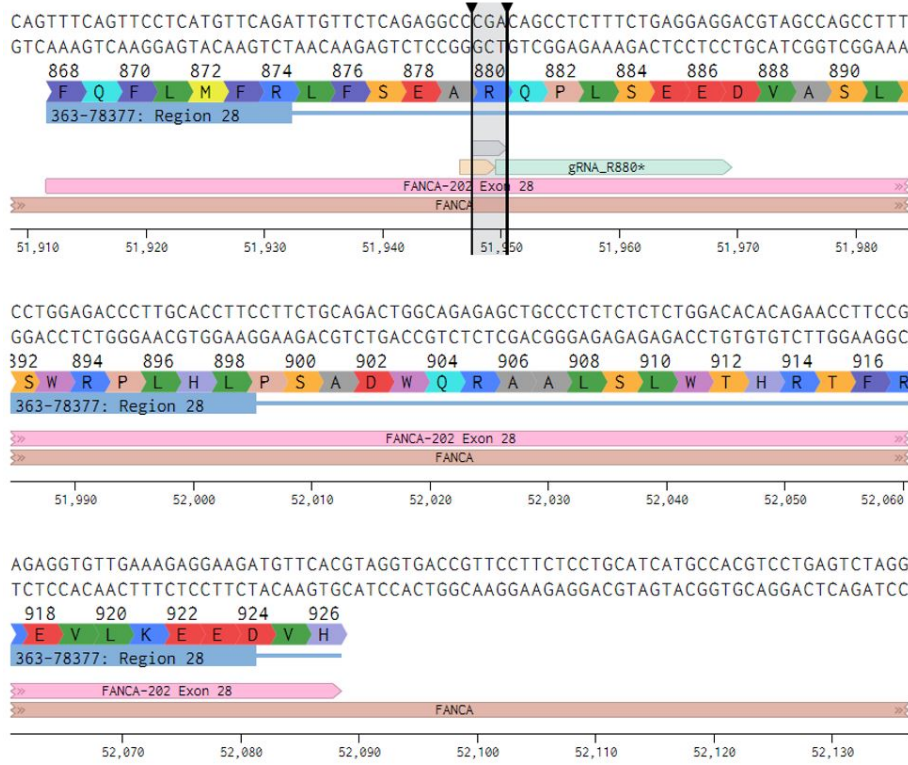 CAGTTTCAGTTCCTCATGTTCAGATTGTTCTCAGAGGCCCGACAGCCTCTTTCTGAGGAGGACGTAGCCAGCCTTT
GTCAAAGTCAAGGAGTACAAGTCTAACAAGAGTCTCCGGGCTGTCGGAGAAAGACTCCTCCTGCATCGGTCGGAAA
868 870 872 874 876 878 880 882 884 886 888 890
F Q F L M F R L F S E A R Q P L S E E D V A S L
363-78377: Region 28
gRNA_R880*
FANCA-202 Exon 28
FANCA
51,910 51,920 51,930 51,940 51,950 51,960 51,970 51,980
CCTGGAGACCCTTGCACCTTCCTTCTGCAGACTGGCAGAGAGCTGCCCTCTCTCTCTGGACACACAGAACCTTCCG
GGACCTCTGGGAACGTGGAAGGAAGACGTCTGACCGTCTCTCGACGGGAGAGAGAGACCTGTGTGTCTTGGAAGGC
892 894 896 898 900 902 904 906 908 910 912 914 916
S W R P L H L P S A D W Q R A A L S L W T H R T F R
363-78377: Region 28
FANCA-202 Exon 28
FANCA
51,990 52,000 52,010 52,020 52,030 52,040 52,050 52,060
AGAGGTGTTGAAAGAGGAAGATGTTCACGTAGGTGACCGTTCCTTCTCCTGCATCATGCCACGTCCTGAGTCTAGG
TCTCCACAACTTTCTCCTTCTACAAGTGCATCCACTGGCAAGGAAGAGGACGTAGTACGGTGCAGGACTCAGATCC
918 920 922 924 926
E V L K E E D V H
363-78377: Region 28
FANCA-202 Exon 28
FANCA
52,070 52,080 52,090 52,100 52,110 52,120 52,130